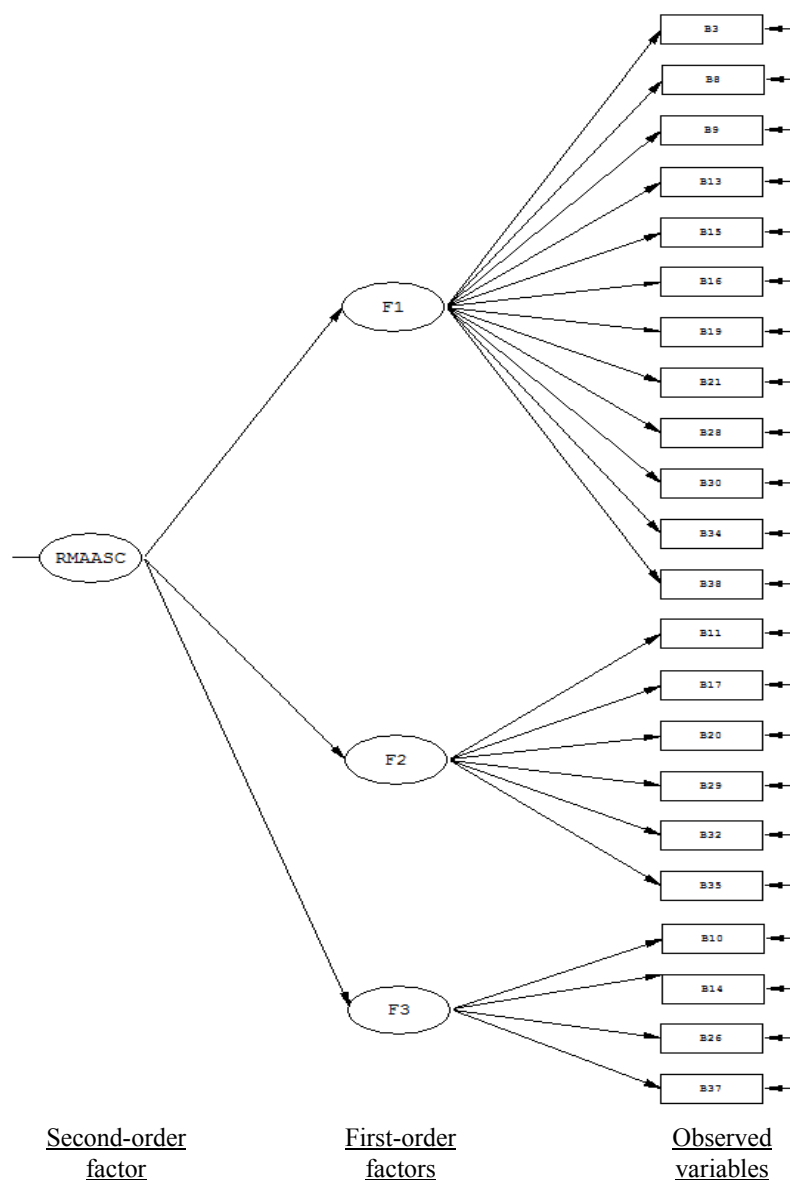 B3
B8
B9
B13
B15
B16
F1
B19
B21
B28
B30
B34
RMAASC
B38
B11
B17
B20
F2
B29
B32
B35
B10
B14
F3
B26
B37
Second-order
factor
First-order
factors
Observed
variables